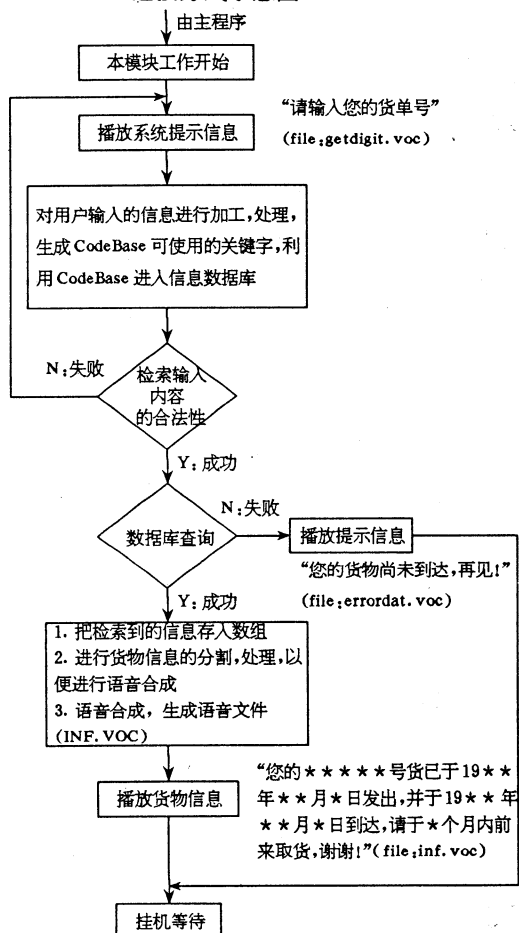 由主程序
本模块工作开始
“请输入您的货单号”
播放系统提示信息
(file:getdigit.voc)
对用户输入的信息进行加工,处理,
生成CodeBase可使用的关键字,利
用CodeBase进入信息数据库
N:失败
检索输入
内容
的合法性
Y:成功
N:失败
数据库查询
播放提示信息
“您的货物尚未到达,再见!”
(file:errordat.voc)
Y:成功
1. 把检索到的信息存入数组
2. 进行货物信息的分割,处理,以
便进行语音合成
3. 语音合成,生成语音文件
(INF.VOC)
播放货物信息
“您的★★★★★号货已于19★★
年★★月★日发出,并于19★★年
★★月★日到达,请于★个月内前
来取货,谢谢!”(file:inf.voc)
挂机等待